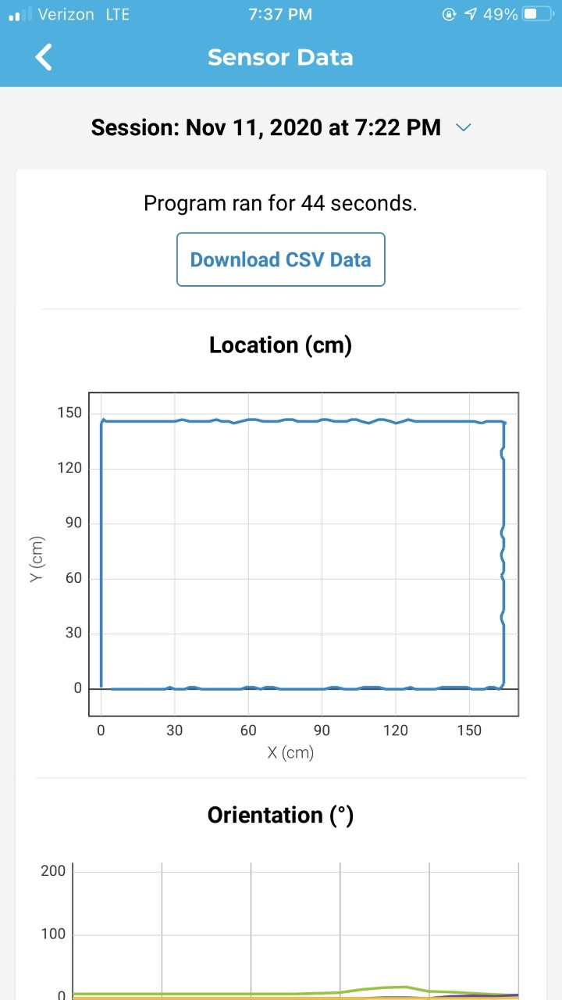 Verizon LTE 7:37 PM 49%
Sensor Data
Session: Nov 11, 2020 at 7:22 PM
Program ran for 44 seconds.
Download CSV Data
Location (cm)
150
120
90
60
30
0
Y (cm)
0 30 60 90 120 150
X (cm)
Orientation (°)
200
100
0